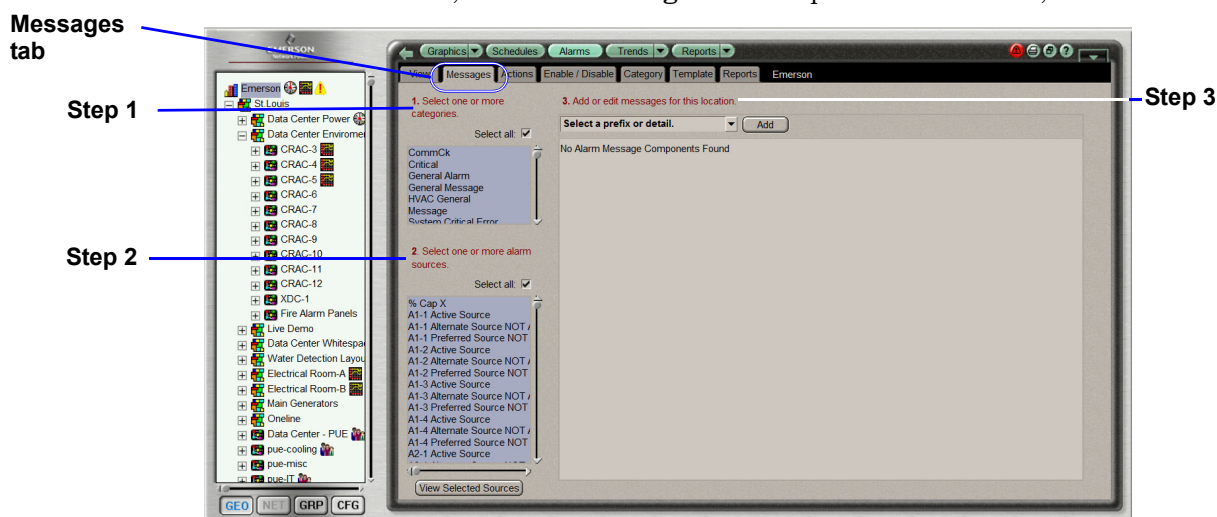 Messages
tab
Step 1
Step 2
Step 3
EMERSON
Graphics Schedules Alarms Trends Reports
View Messages Actions Enable / Disable Category Template Reports Emerson
Emerson
St.Louis
Data Center Power
Data Center Enviromen
CRAC-3
CRAC-4
CRAC-5
CRAC-6
CRAC-7
CRAC-8
CRAC-9
CRAC-10
CRAC-11
CRAC-12
XDC-1
Fire Alarm Panels
Live Demo
Data Center Whitespa
Water Detection Layou
Electrical Room-A
Electrical Room-B
Main Generators
Oneline
Data Center - PUE
pue-cooling
pue-misc
pue-IT
GEO NET GRP CFG
1. Select one or more
categories.
Select all:
CommCk
Critical
General Alarm
General Message
HVAC General
Message
System Critical Error
2. Select one or more alarm
sources.
Select all:
% Cap X
A1-1 Active Source
A1-1 Alternate Source NOT
A1-1 Preferred Source NOT
A1-2 Active Source
A1-2 Alternate Source NOT
A1-2 Preferred Source NOT
A1-3 Active Source
A1-3 Alternate Source NOT
A1-3 Preferred Source NOT
A1-4 Active Source
A1-4 Alternate Source NOT
A1-4 Preferred Source NOT
A2-1 Active Source
View Selected Sources
3. Add or edit messages for this location.
Select a prefix or detail. Add
No Alarm Message Components Found